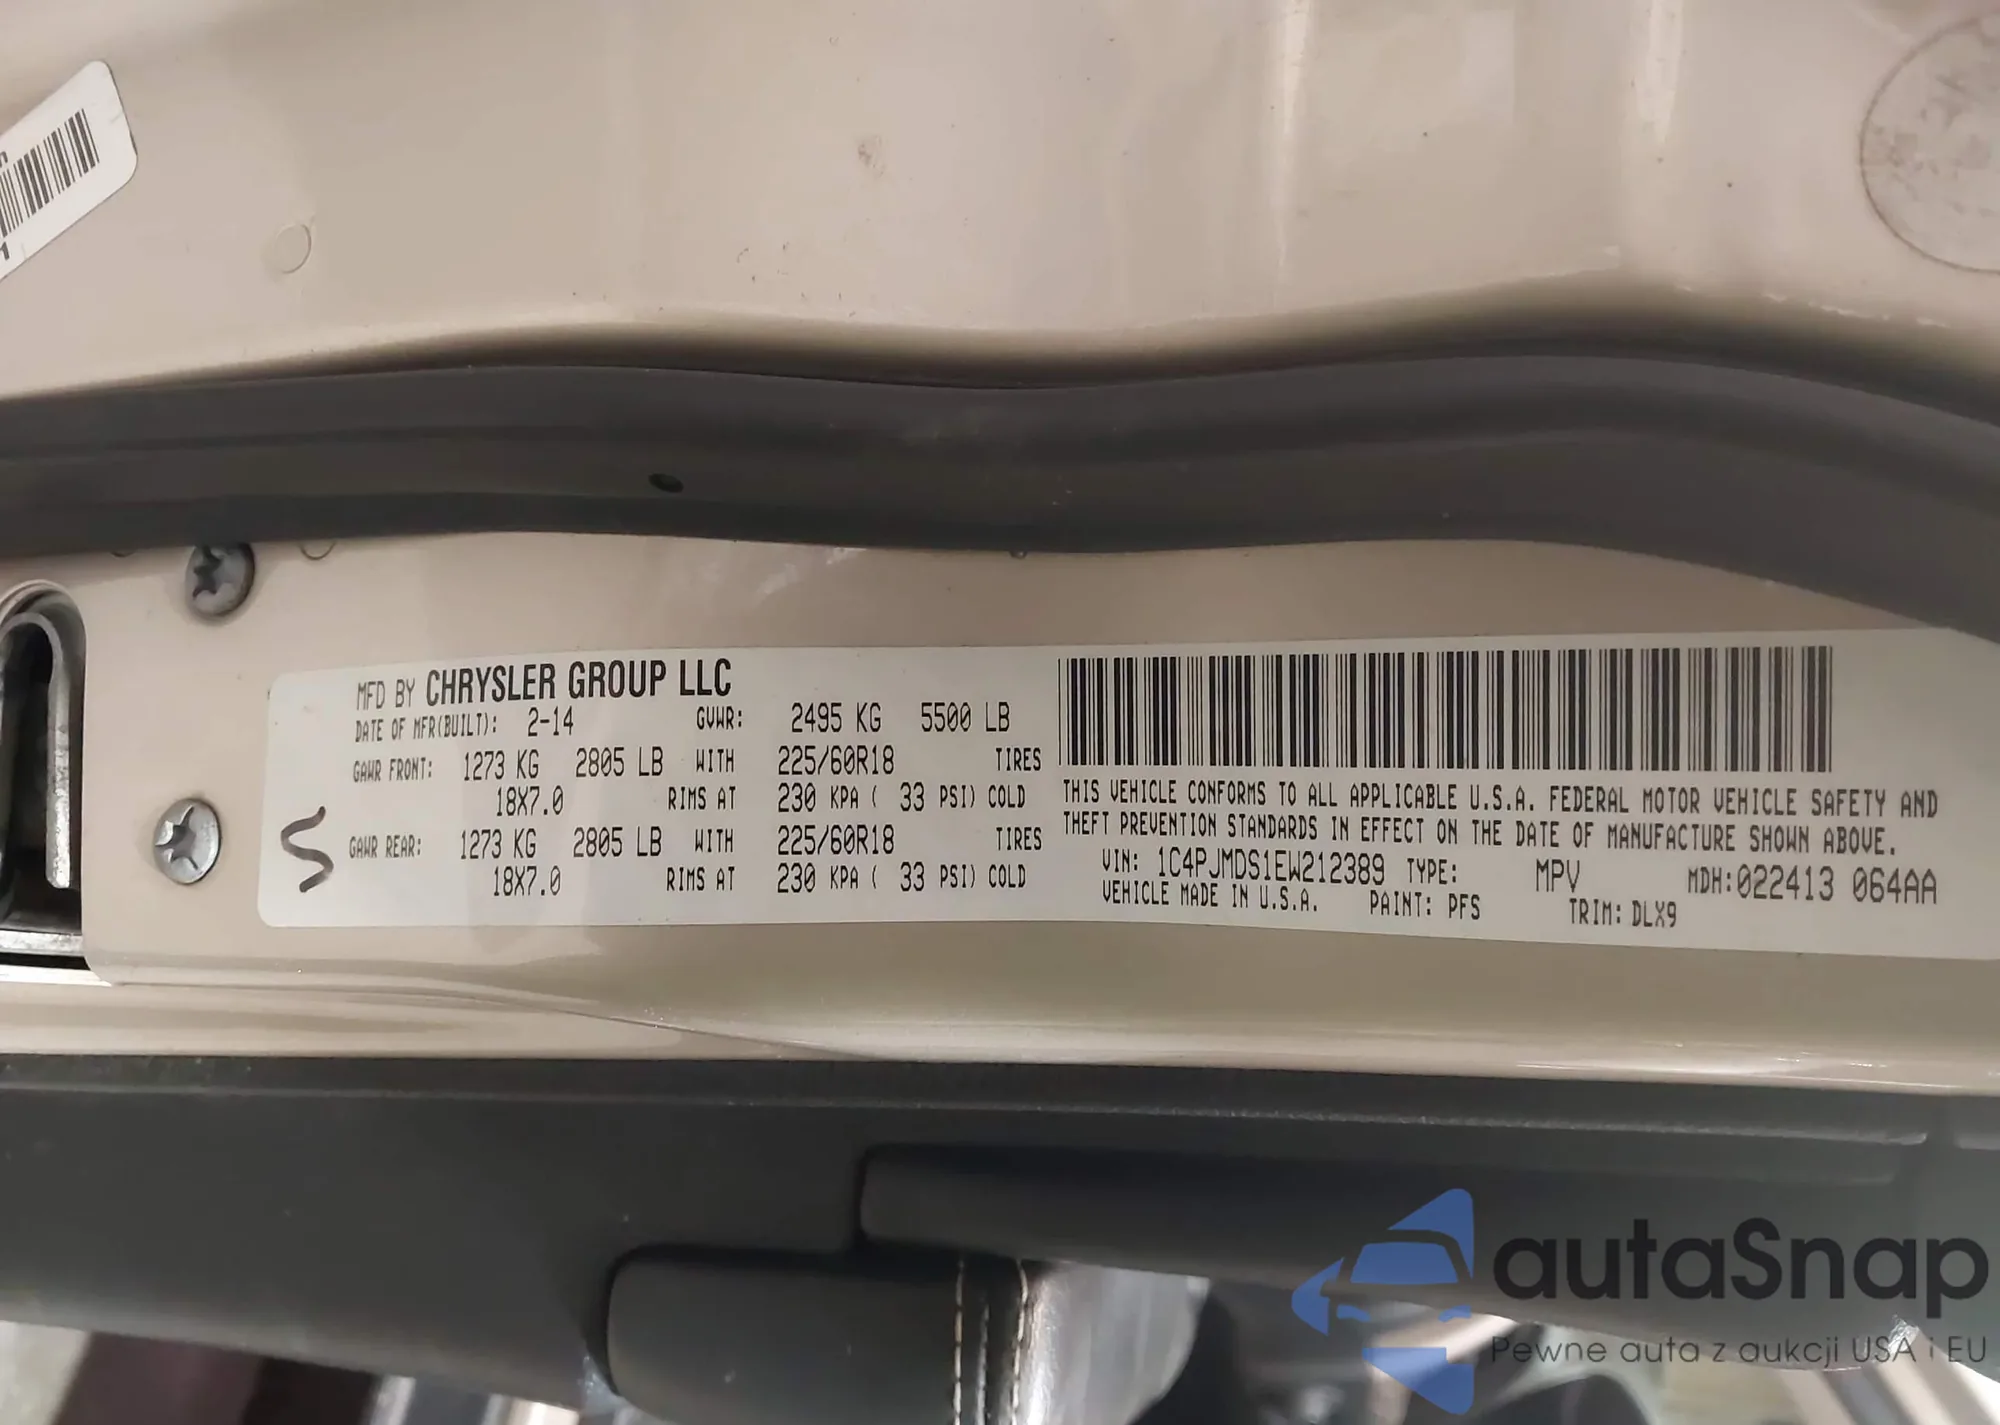 MFD BY CHRYSLER GROUP LLC
DATE OF MFR(BUILT): 2-14 GVWR: 2495 KG 5500 LB
GAWR FRONT: 1273 KG 2805 LB WITH 225/60R18 TIRES
18X7.0 RIMS AT 230 KPA ( 33 PSI) COLD
GAWR REAR: 1273 KG 2805 LB WITH 225/60R18 TIRES
18X7.0 RIMS AT 230 KPA ( 33 PSI) COLD
THIS VEHICLE CONFORMS TO ALL APPLICABLE U.S.A. FEDERAL MOTOR VEHICLE SAFETY AND
THEFT PREVENTION STANDARDS IN EFFECT ON THE DATE OF MANUFACTURE SHOWN ABOVE.
VIN: 1C4PJMDS1EW212389 TYPE: MPV MDH:022413 064AA
VEHICLE MADE IN U.S.A. PAINT: PFS TRIM: DLX9
autaSnap
Pewne auta z aukcji USA i EU